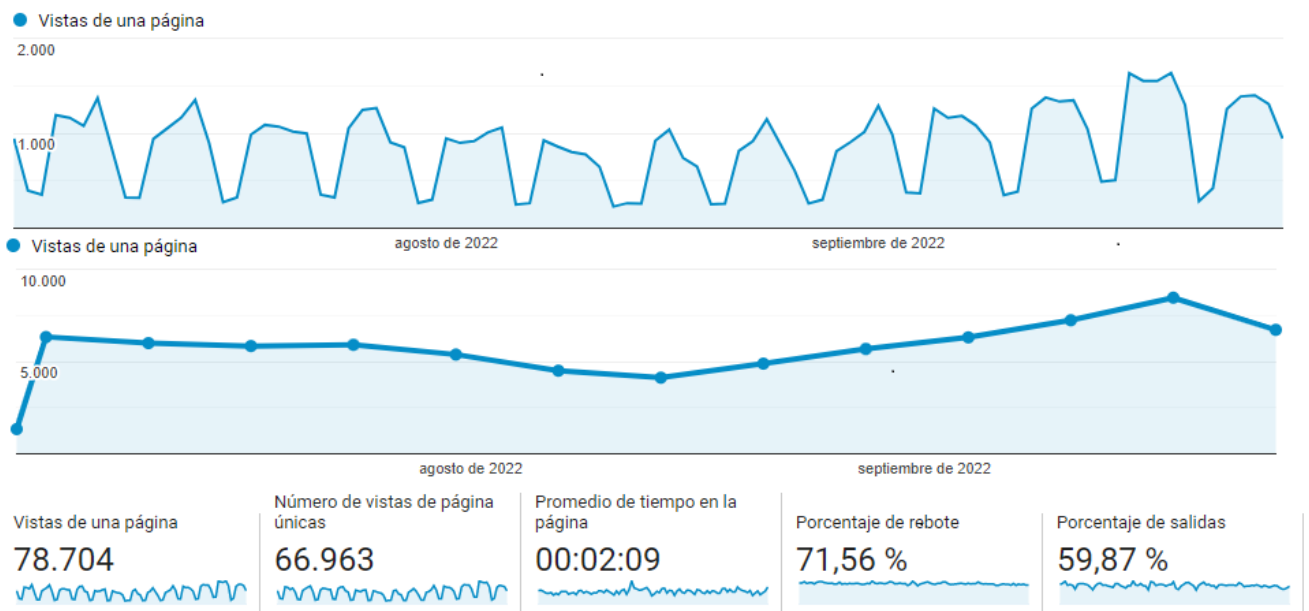 Vistas de una página
2.000
1.000
agosto de 2022
septiembre de 2022
Vistas de una página
10.000
5.000
agosto de 2022
septiembre de 2022
Vistas de una página
78.704
Número de vistas de página
únicas
66.963
Promedio de tiempo en la
página
00:02:09
Porcentaje de rebote
71,56 %
Porcentaje de salidas
59,87 %